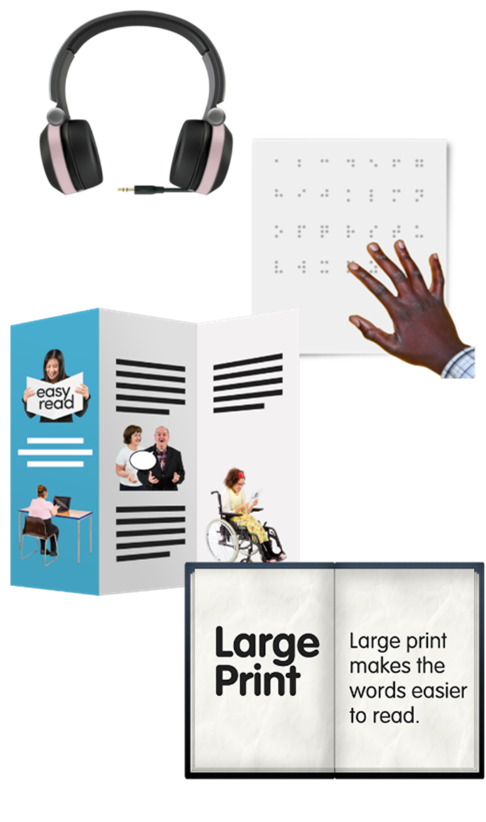 easy
read
Large
Print
Large print
makes the
words easier
to read.